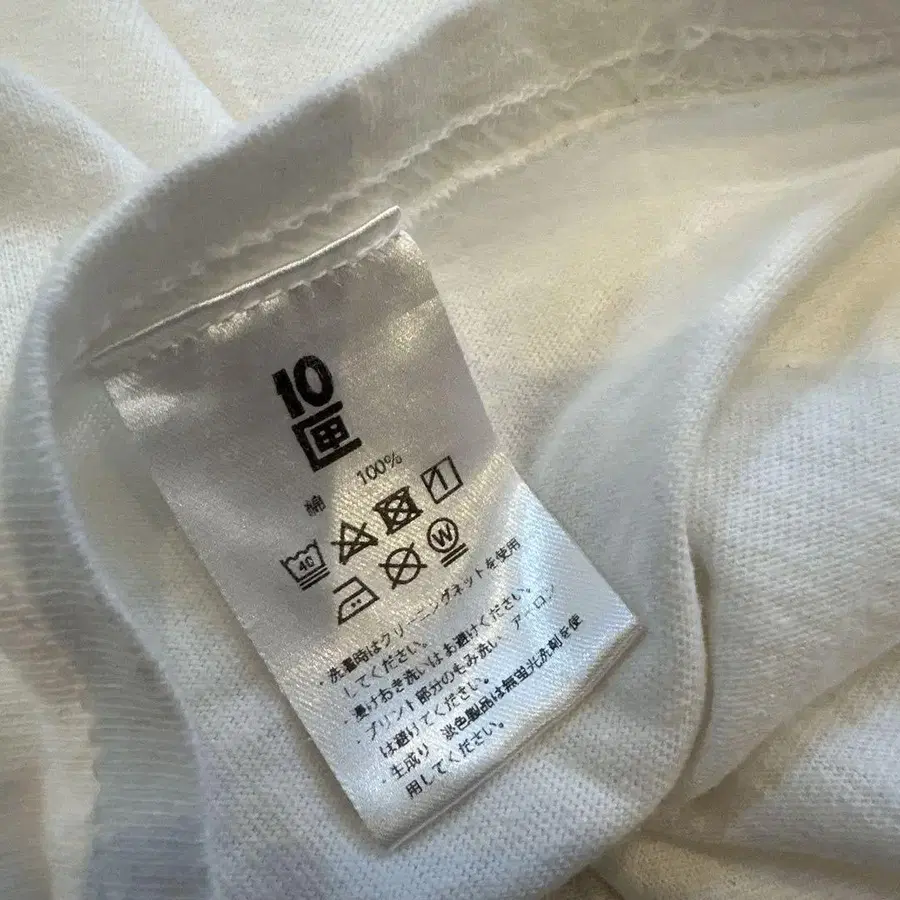 10
匣
綿 100%
40
W
・洗濯時はクリーニングネットを使用
してください。
・漬けおき洗いはお避けください。
・プリント部分のもみ洗い アイロン
は避けてください。
・生成り 淡色製品は無蛍光洗剤を使
用してください。